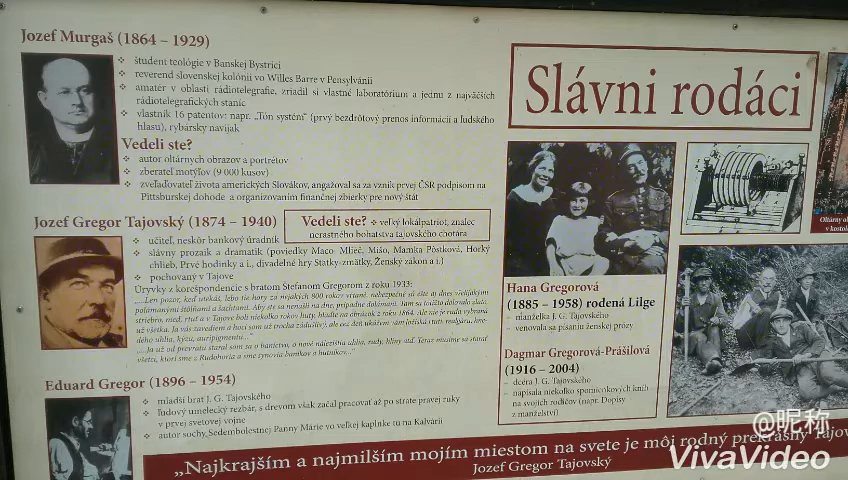 Jozef Murgaš (1864 – 1929)
❖ študent teológie v Banskej Bystrici
❖ reverend slovenskej kolónii vo Willes Barre v Pensylvánii
❖ amatér v oblasti rádiotelegrafie, zriadil si vlastné laboratórium a jednu z najväčších
rádiotelegrafických staníc
❖ vlastník 16 patentov: napr. „Tón systém“ (prvý bezdrôtový prenos informácií a ľudského
hlasu), rybársky navijak
Vedeli ste?
❖ autor oltárnych obrazov a portrétov
❖ zberateľ motýľov (9 000 kusov)
❖ zveľaďovateľ života amerických Slovákov, angažoval sa za vznik prvej ČSR podpisom na
Pittsburskej dohode a organizovaním finančnej zbierky pre nový štát
Jozef Gregor Tajovský (1874 – 1940)
Vedeli ste? ❖ veľký lokálpatriot, znalec
nerastného bohatstva tajovského chotára
❖ učiteľ, neskôr bankový úradník
❖ slávny prozaik a dramatik (poviedky Maco Mlieč, Mišo, Mamka Pôstková, Horký
chlieb, Prvé hodinky a i., divadelné hry Statky-zmätky, Ženský zákon a i.)
❖ pochovaný v Tajove
Úryvky z korešpondencie s bratom Štefanom Gregorom z roku 1933:
Eduard Gregor (1896 – 1954)
❖ mladší brat J. G. Tajovského
❖ ľudový umelecký rezbár, s drevom však začal pracovať až po strate pravej ruky
v prvej svetovej vojne
❖ autor sochy Sedembolestnej Panny Márie vo veľkej kaplnke tu na Kalvárii
Slávni rodáci
Hana Gregorová
(1885 – 1958) rodená Lilge
– manželka J. G. Tajovského
– venovala sa písaniu ženskej prózy
Dagmar Gregorová-Prášilová
(1916 – 2004)
– dcéra J. G. Tajovského
– napísala niekoľko spomienkových kníh
na svojich rodičov (napr. Dopisy
z manželství)
Oltárny
v kostol
„Najkrajším a najmilším mojím miestom na svete je môj rodný prekrásny Tajov
Jozef Gregor Tajovský
@昵称
VivaVideo